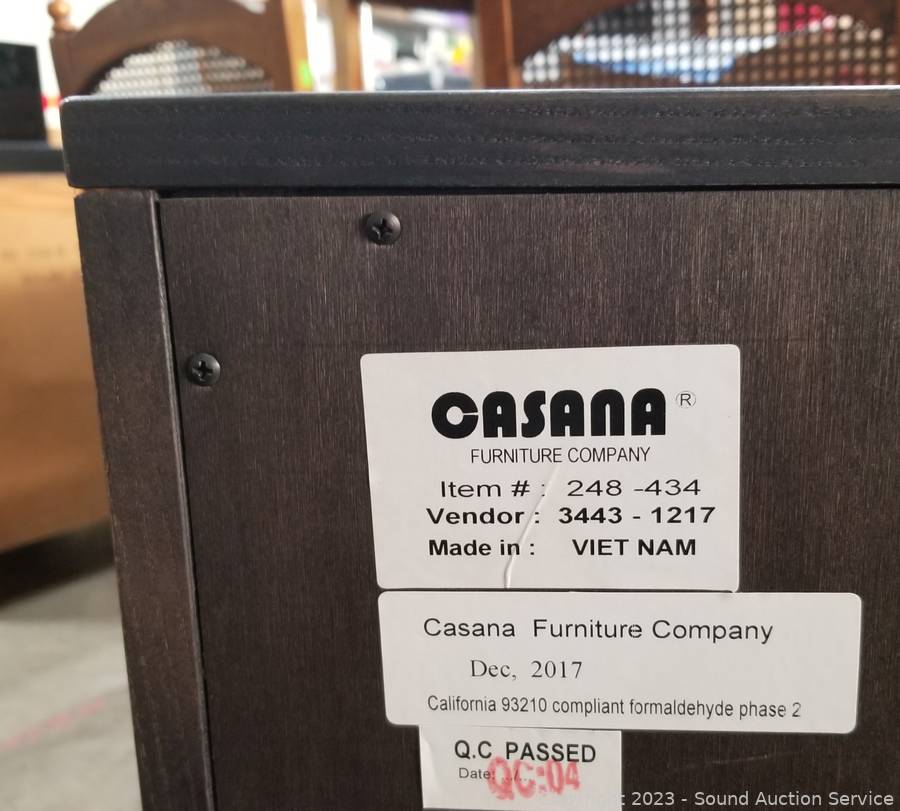 CASANA ®
FURNITURE COMPANY
Item # : 248 -434
Vendor : 3443 - 1217
Made in : VIET NAM
Casana Furniture Company
Dec, 2017
California 93210 compliant formaldehyde phase 2
Q.C PASSED
Date:
QC:04
2023 - Sound Auction Service